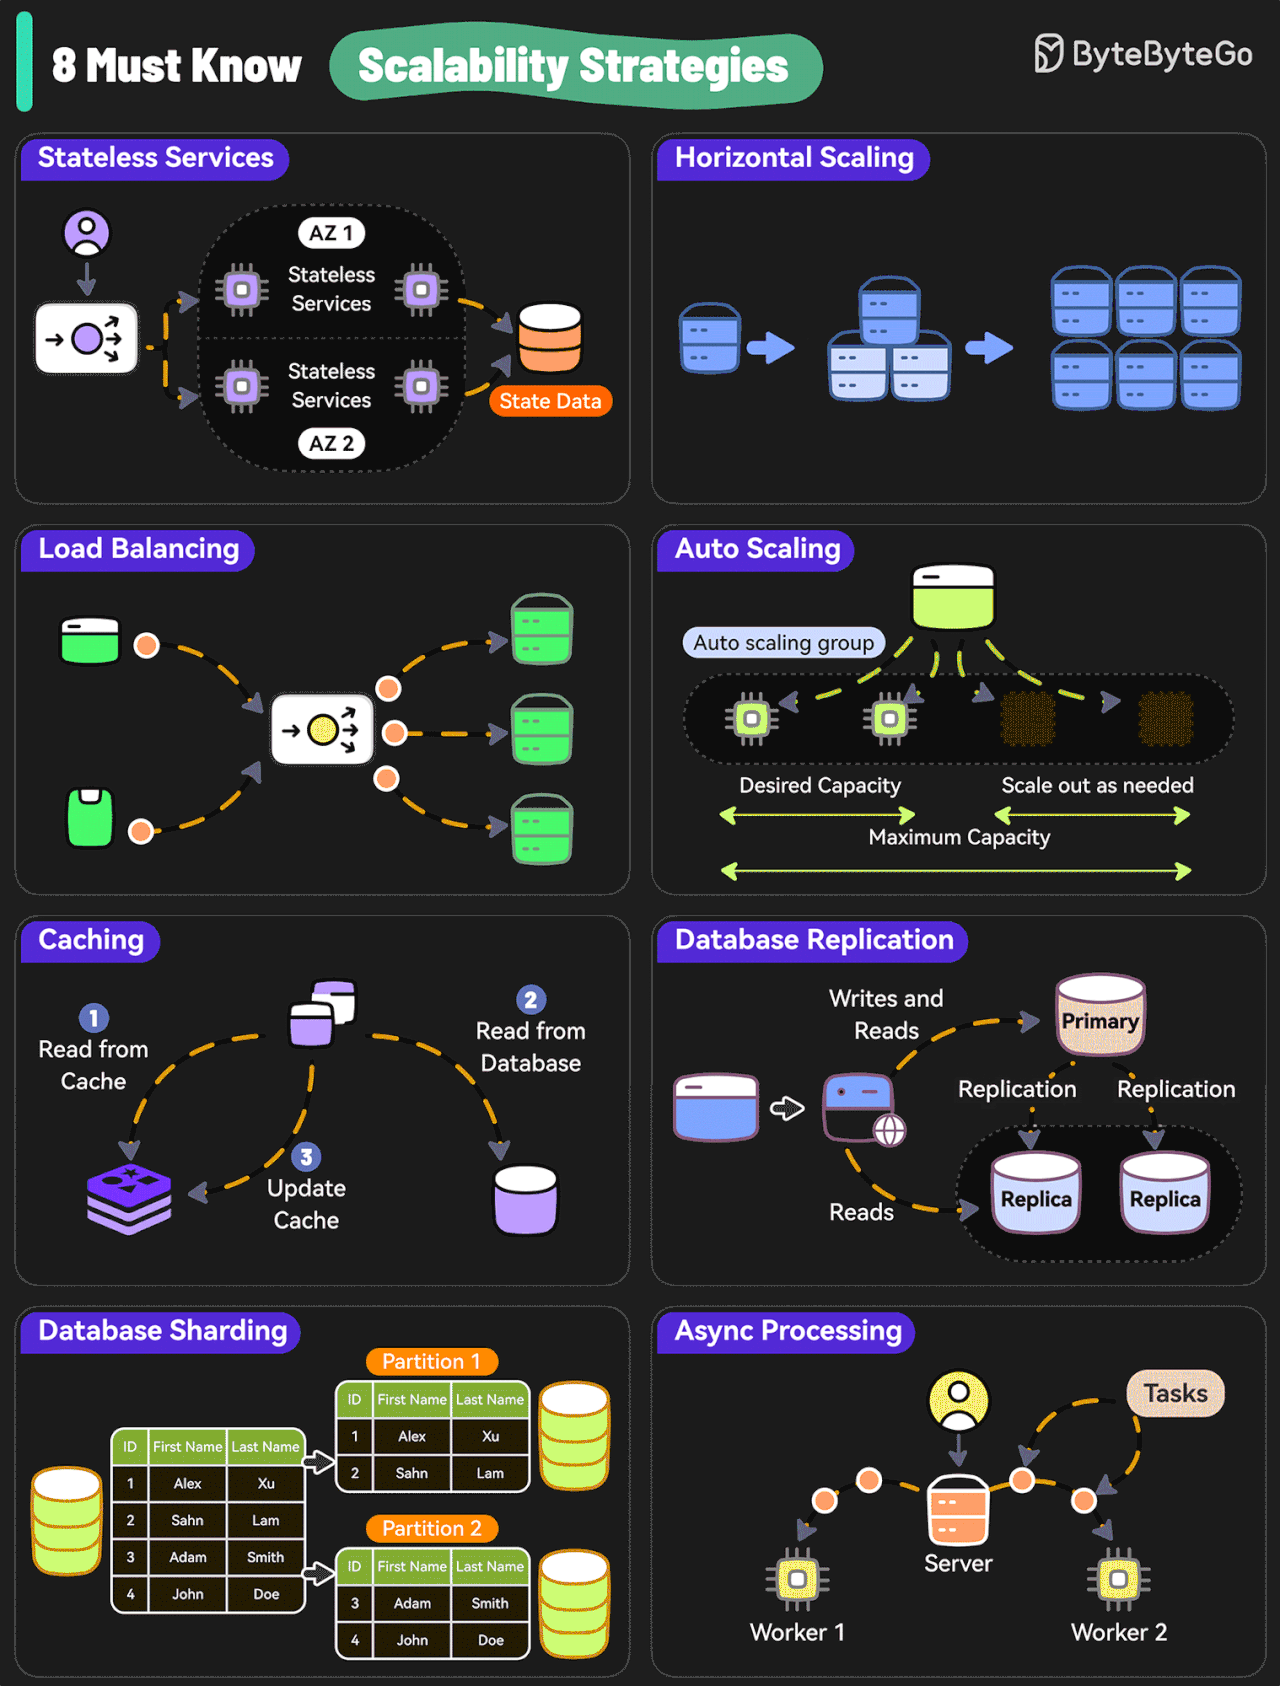 8 Must Know Scalability Strategies
ByteByteGo
Stateless Services
AZ 1
Stateless
Services
Stateless
Services
AZ 2
State Data
Horizontal Scaling
Load Balancing
Auto Scaling
Auto scaling group
Desired Capacity
Scale out as needed
Maximum Capacity
Caching
1
Read from
Cache
2
Read from
Database
3
Update
Cache
Database Replication
Writes and
Reads
Primary
Replication
Replication
Replica
Replica
Reads
Database Sharding
ID First Name Last Name
1 Alex Xu
2 Sahn Lam
3 Adam Smith
4 John Doe
Partition 1
ID First Name Last Name
1 Alex Xu
2 Sahn Lam
Partition 2
ID First Name Last Name
3 Adam Smith
4 John Doe
Async Processing
Tasks
Server
Worker 1
Worker 2